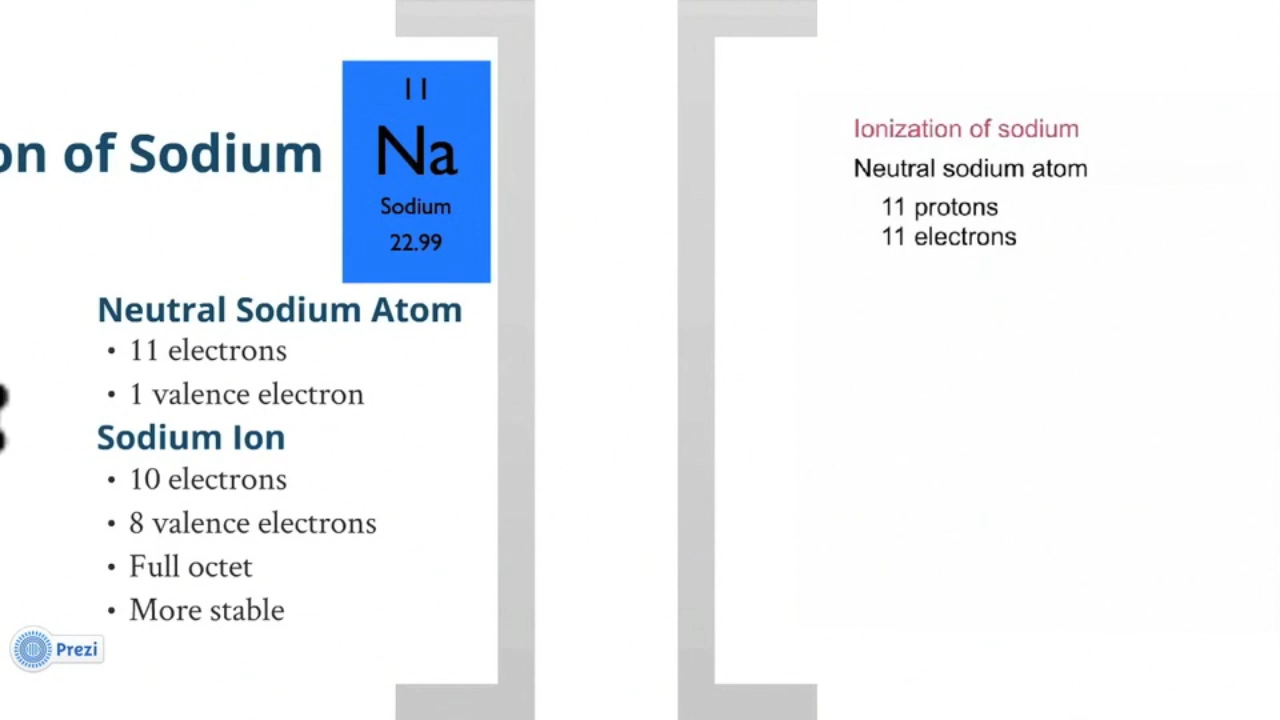 on of Sodium
11
Na
Sodium
22.99
Neutral Sodium Atom
• 11 electrons
• 1 valence electron
Sodium Ion
• 10 electrons
• 8 valence electrons
• Full octet
• More stable
Prezi
Ionization of sodium
Neutral sodium atom
11 protons
11 electrons